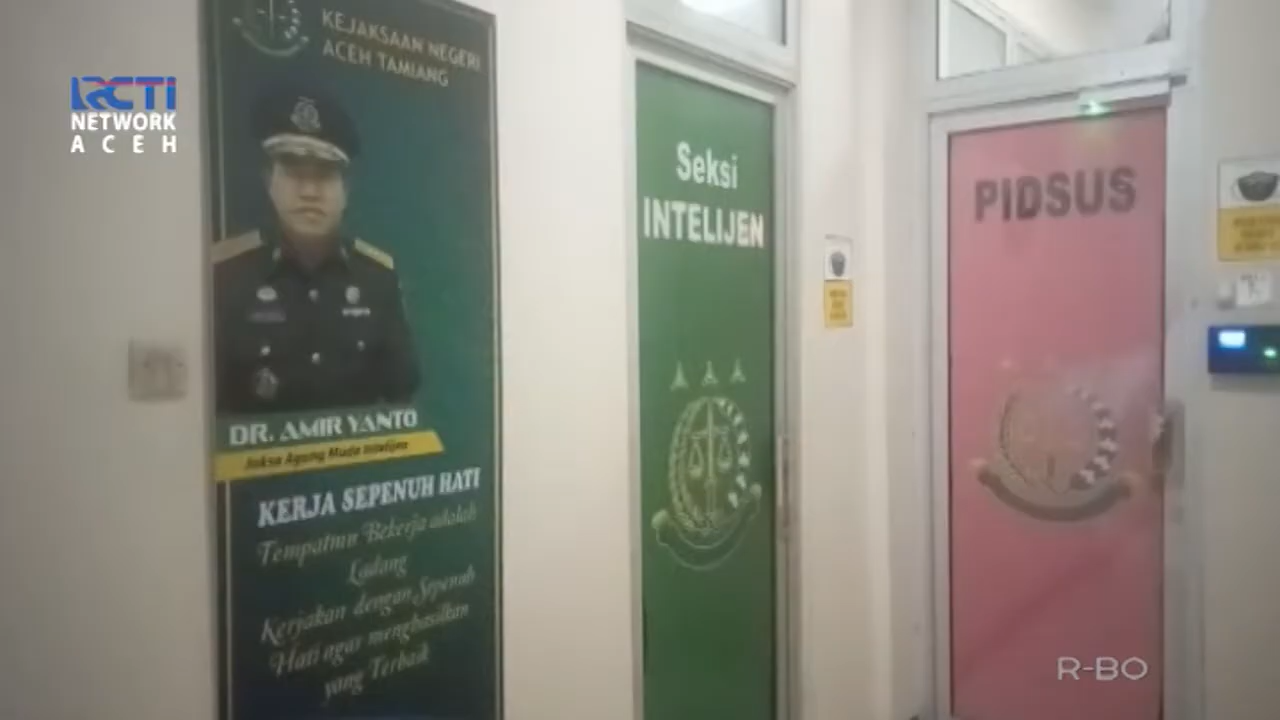 RCTI
NETWORK
ACEH
KEJAKSAAN NEGERI
ACEH TAMIANG
DR. AMIR YANTO
Jaksa Agung Muda Intelijen
KERJA SEPENUH HATI
Tempatmu Bekerja adalah
Ladang
Kerjakan dengan Sepenuh
Hati agar menghasilkan
yang Terbaik
Seksi
INTELIJEN
PIDSUS
R-BO